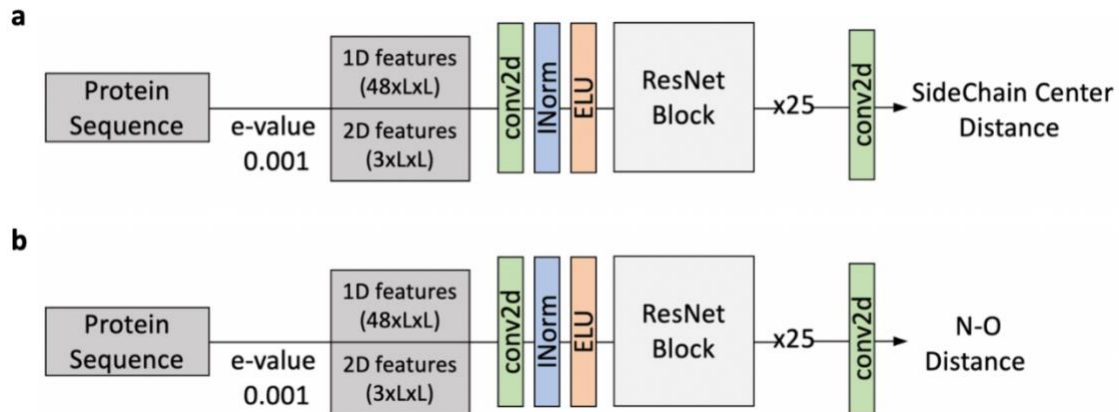 a
Protein
Sequence
e-value
0.001
1D features
(48xLxL)
2D features
(3xLxL)
conv2d
INorm
ELU
ResNet
Block
x25
conv2d
SideChain Center
Distance
b
Protein
Sequence
e-value
0.001
1D features
(48xLxL)
2D features
(3xLxL)
conv2d
INorm
ELU
ResNet
Block
x25
conv2d
N-O
Distance